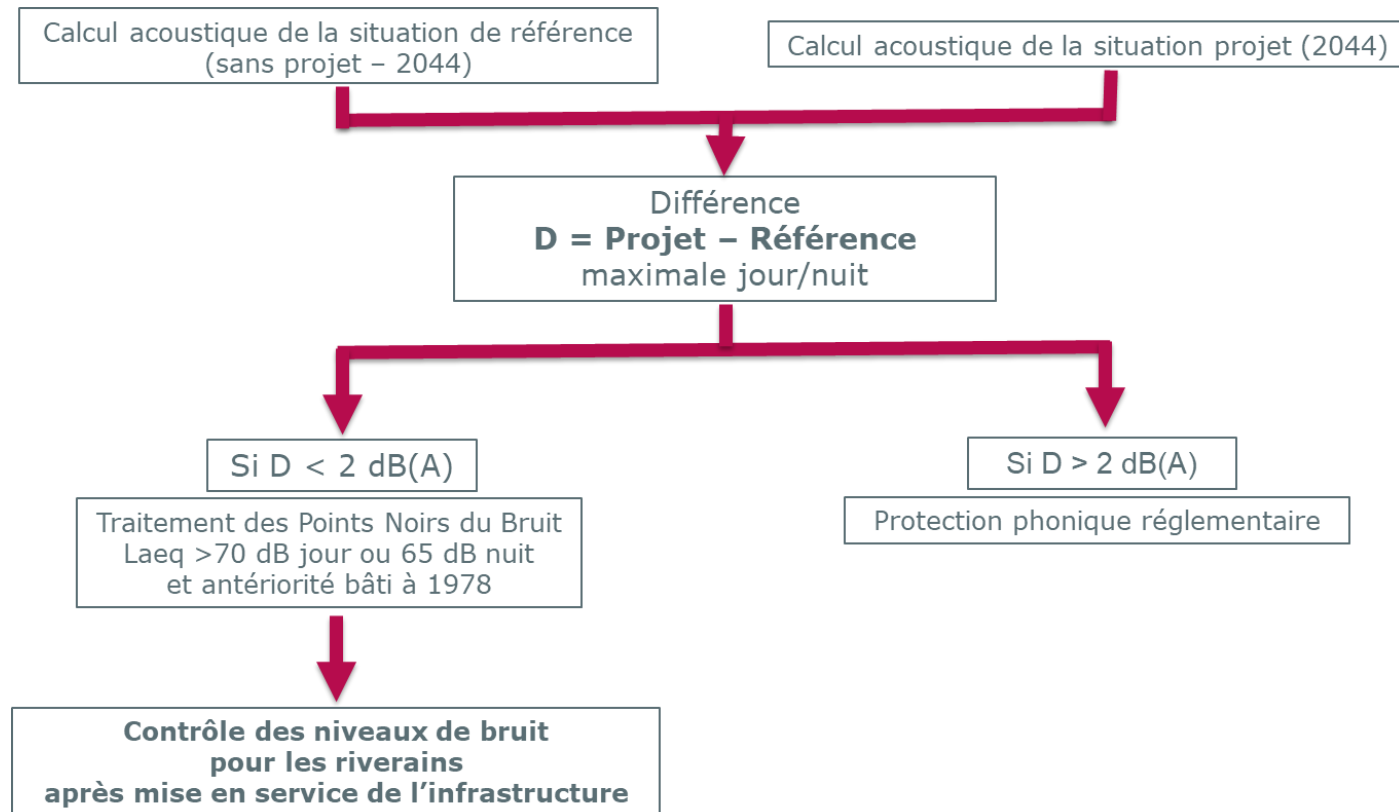 Calcul acoustique de la situation de référence
(sans projet – 2044)
Calcul acoustique de la situation projet (2044)
Différence
D = Projet – Référence
maximale jour/nuit
Si D < 2 dB(A)
Si D > 2 dB(A)
Traitement des Points Noirs du Bruit
Laeq >70 dB jour ou 65 dB nuit
et antériorité bâti à 1978
Protection phonique réglementaire
Contrôle des niveaux de bruit
pour les riverains
après mise en service de l’infrastructure